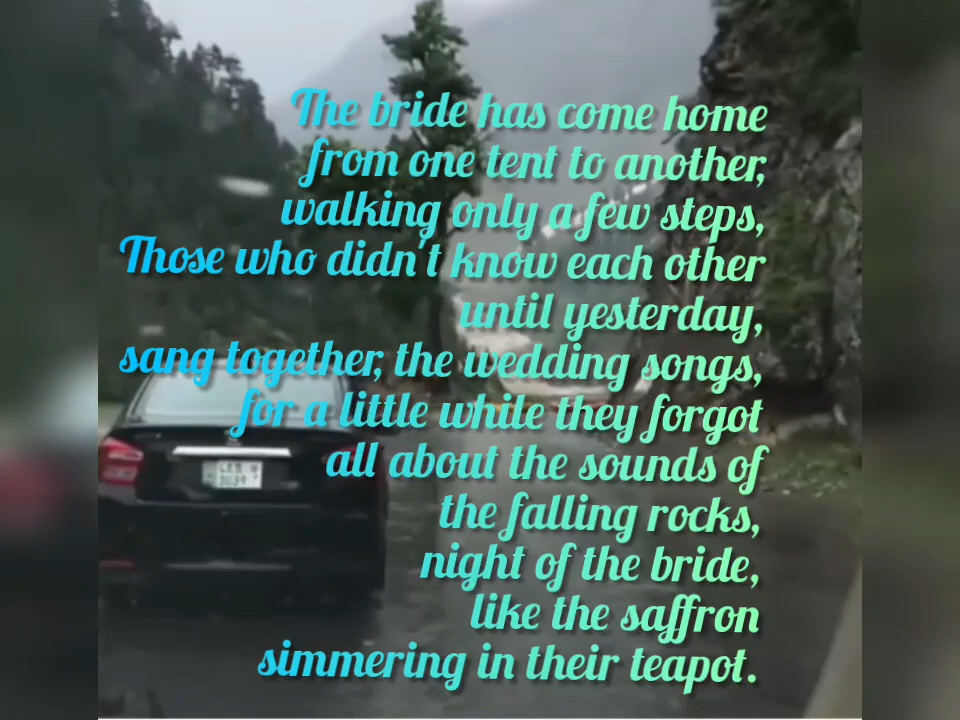 The bride has come home
from one tent to another,
walking only a few steps,
Those who didn't know each other
until yesterday,
sang together, the wedding songs,
for a little while they forgot
all about the sounds of
the falling rocks,
night of the bride,
like the saffron
simmering in their teapot.